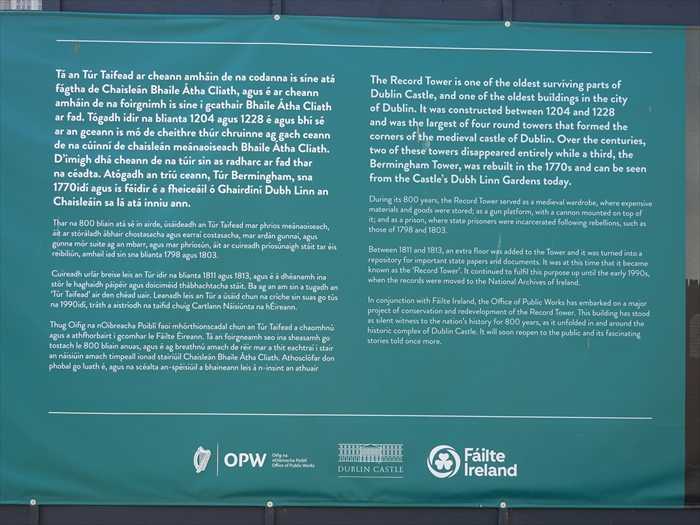 Tá an Túr Taifead ar cheann amháin de na codanna is sine atá
fágtha de Chaisleán Bhaile Átha Cliath, agus é ar cheann
amháin de na foirgnimh is sine i gcathair Bhaile Átha Cliath
ar fad. Tógadh idir na blianta 1204 agus 1228 é agus bhí sé
ar an gceann is mó de cheithre thúr chruinne ag gach ceann
de na cúinní de chaisleán meánaoiseach Bhaile Átha Cliath.
D'imigh dhá cheann de na túir sin as radharc ar fad thar
na céadta. Atógadh an tríú ceann, Túr Bermingham, sna
1770idí agus is féidir é a fheiceáil ó Ghairdíní Dubh Linn an
Chaisleáin sa lá atá inniu ann.
Thar na 800 bliain atá sé in airde, úsáideadh an Túr Taifead mar phrios meánaoiseach,
áit ar stóráladh ábhair chostasacha agus earraí costasacha, mar ardán gunnaí, agus
gunna mór suite ag an mbarr, agus mar phríosún, áit ar cuireadh príosúnaigh stáit tar éis
reibiliún, amhail iad sin sna blianta 1798 agus 1803.
Cuireadh urlár breise leis an Túr idir na blianta 1811 agus 1813, agus é á dhéanamh ina
stór le haghaidh páipéir agus doiciméid thábhachtacha stáit. Ba ag an am sin a tugadh an
'Túr Taifead' air den chéad uair. Leanadh leis an Túr a úsáid chun na críche sin suas go tús
na 1990idí, tráth a aistríodh na taifid chuig Cartlann Náisiúnta na hÉireann.
Thug Oifig na nOibreacha Poiblí faoi mhórthionscadal chun an Túr Taifead a chaomhnú
agus a athfhorbairt i gcomhar le Fáilte Éireann. Tá an foirgneamh seo ina sheasamh go
tostach le 800 bliain anuas, agus é ag breathnú amach de réir mar a thit eachtraí i stair
an náisiúin amach timpeall ionad stairiúil Chaisleán Bhaile Átha Cliath. Athosclófar don
phobal go luath é, agus na scéalta an-spéisiúil a bhaineann leis á n-insint an athuair
The Record Tower is one of the oldest surviving parts of
Dublin Castle, and one of the oldest buildings in the city
of Dublin. It was constructed between 1204 and 1228
and was the largest of four round towers that formed the
corners of the medieval castle of Dublin. Over the centuries,
two of these towers disappeared entirely while a third, the
Bermingham Tower, was rebuilt in the 1770s and can be seen
from the Castle's Dubh Linn Gardens today.
During its 800 years, the Record Tower served as a medieval wardrobe, where expensive
materials and goods were stored; as a gun platform, with a cannon mounted on top of
it; and as a prison, where state prisoners were incarcerated following rebellions, such as
those of 1798 and 1803.
Between 1811 and 1813, an extra floor was added to the Tower and it was turned into a
repository for important state papers and documents. It was at this time that it became
known as the 'Record Tower'. It continued to fulfil this purpose up until the early 1990s,
when the records were moved to the National Archives of Ireland.
In conjunction with Fáilte Ireland, the Office of Public Works has embarked on a major
project of conservation and redevelopment of the Record Tower. This building has stood
as silent witness to the nation's history for 800 years, as it unfolded in and around the
historic complex of Dublin Castle. It will soon reopen to the public and its fascinating
stories told once more.
OPW
Oifig na
nOibreacha Poiblí
Office of Public Works
DUBLIN CASTLE
Fáilte
Ireland